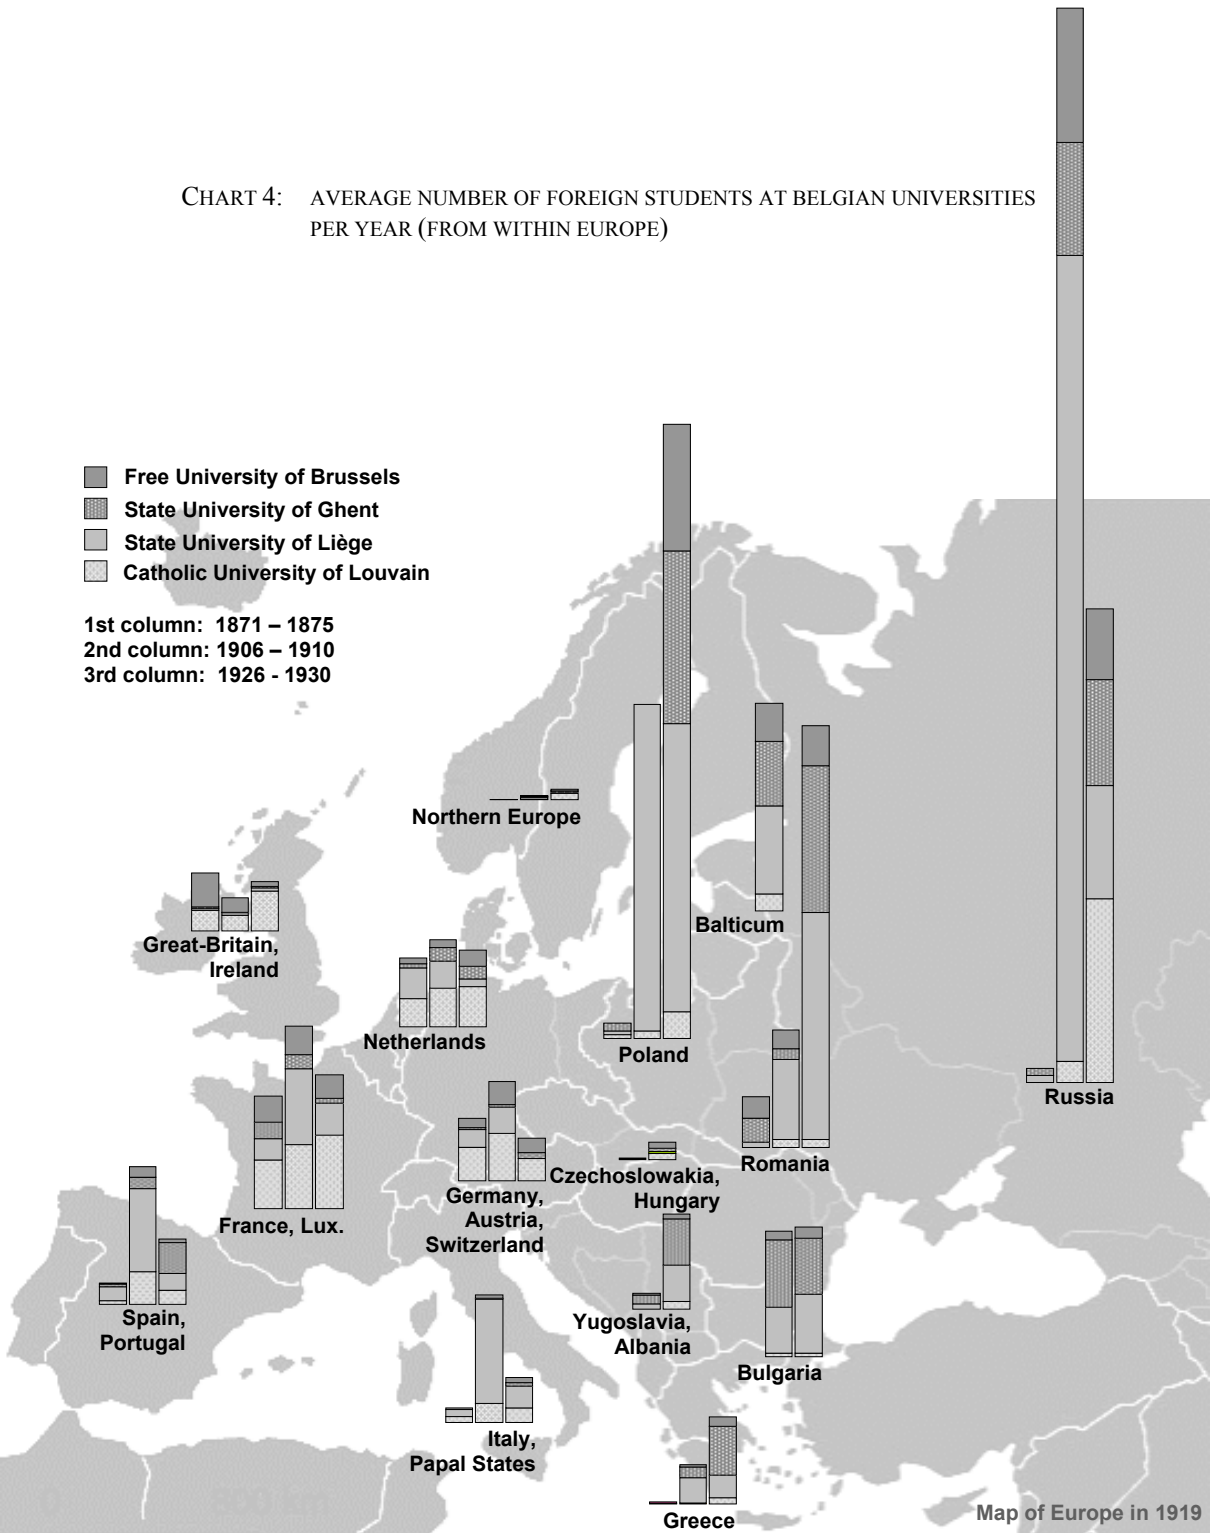 CHART 4: AVERAGE NUMBER OF FOREIGN STUDENTS AT BELGIAN UNIVERSITIES
PER YEAR (FROM WITHIN EUROPE)
Free University of Brussels
State University of Ghent
State University of Liège
Catholic University of Louvain
1st column: 1871 – 1875
2nd column: 1906 – 1910
3rd column: 1926 - 1930
Northern Europe
Great-Britain,
Ireland
Balticum
Netherlands
Poland
Russia
Romania
Czechoslowakia,
Hungary
Germany,
Austria,
Switzerland
France, Lux.
Spain,
Portugal
Yugoslavia,
Albania
Bulgaria
Italy,
Papal States
Greece
Map of Europe in 1919